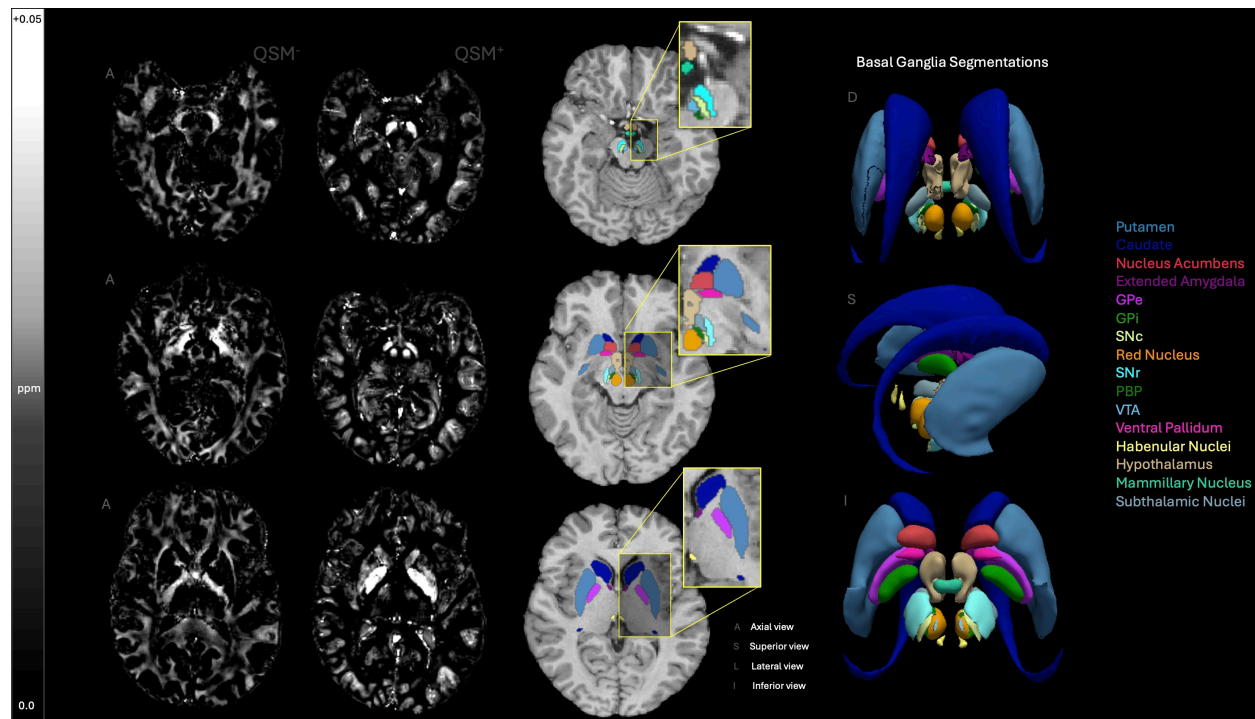 +0.05
ppm
0.0
QSM-
QSM+
A
A
A
A Axial view
S Superior view
L Lateral view
I Inferior view
Basal Ganglia Segmentations
D
S
I
Putamen
Caudate
Nucleus Acumbens
Extended Amygdala
GPe
GPi
SNc
Red Nucleus
SNr
PBP
VTA
Ventral Pallidum
Habenular Nuclei
Hypothalamus
Mammillary Nucleus
Subthalamic Nuclei